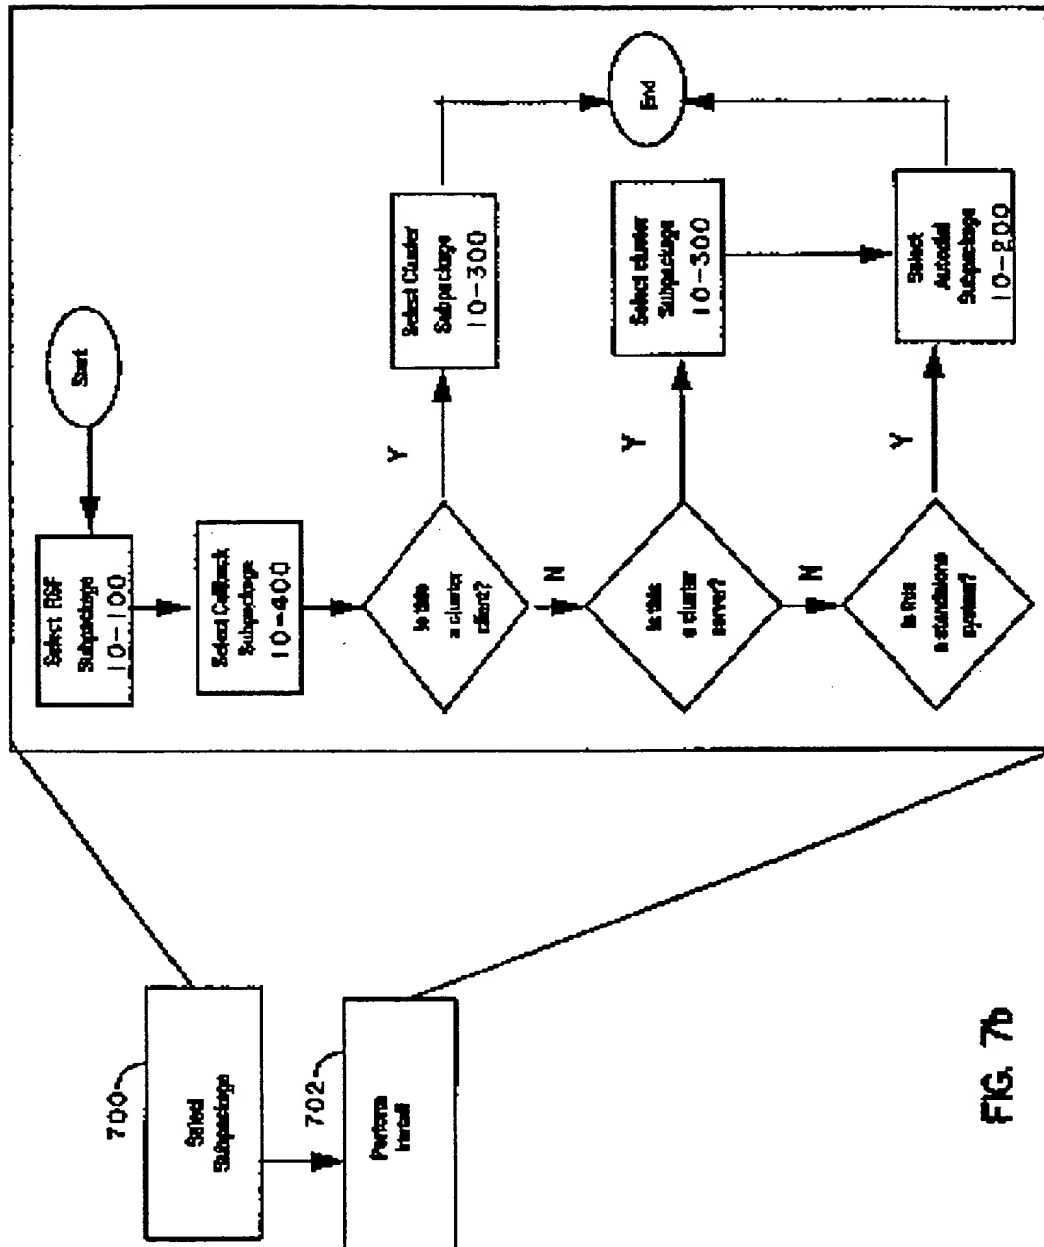 Start
Select RSF
Subpackage
10-100
Select Callback
Subpackage
10-400
Is this
a cluster
client?
Y
Select Cluster
Subpackage
10-300
N
Is this
a cluster
server?
Y
Select cluster
Subpackage
10-300
N
Is this
a standalone
system?
Y
Select
Autodial
Subpackage
10-200
End
700
Select
Subpackage
702
Perform
Install
FIG. 7b